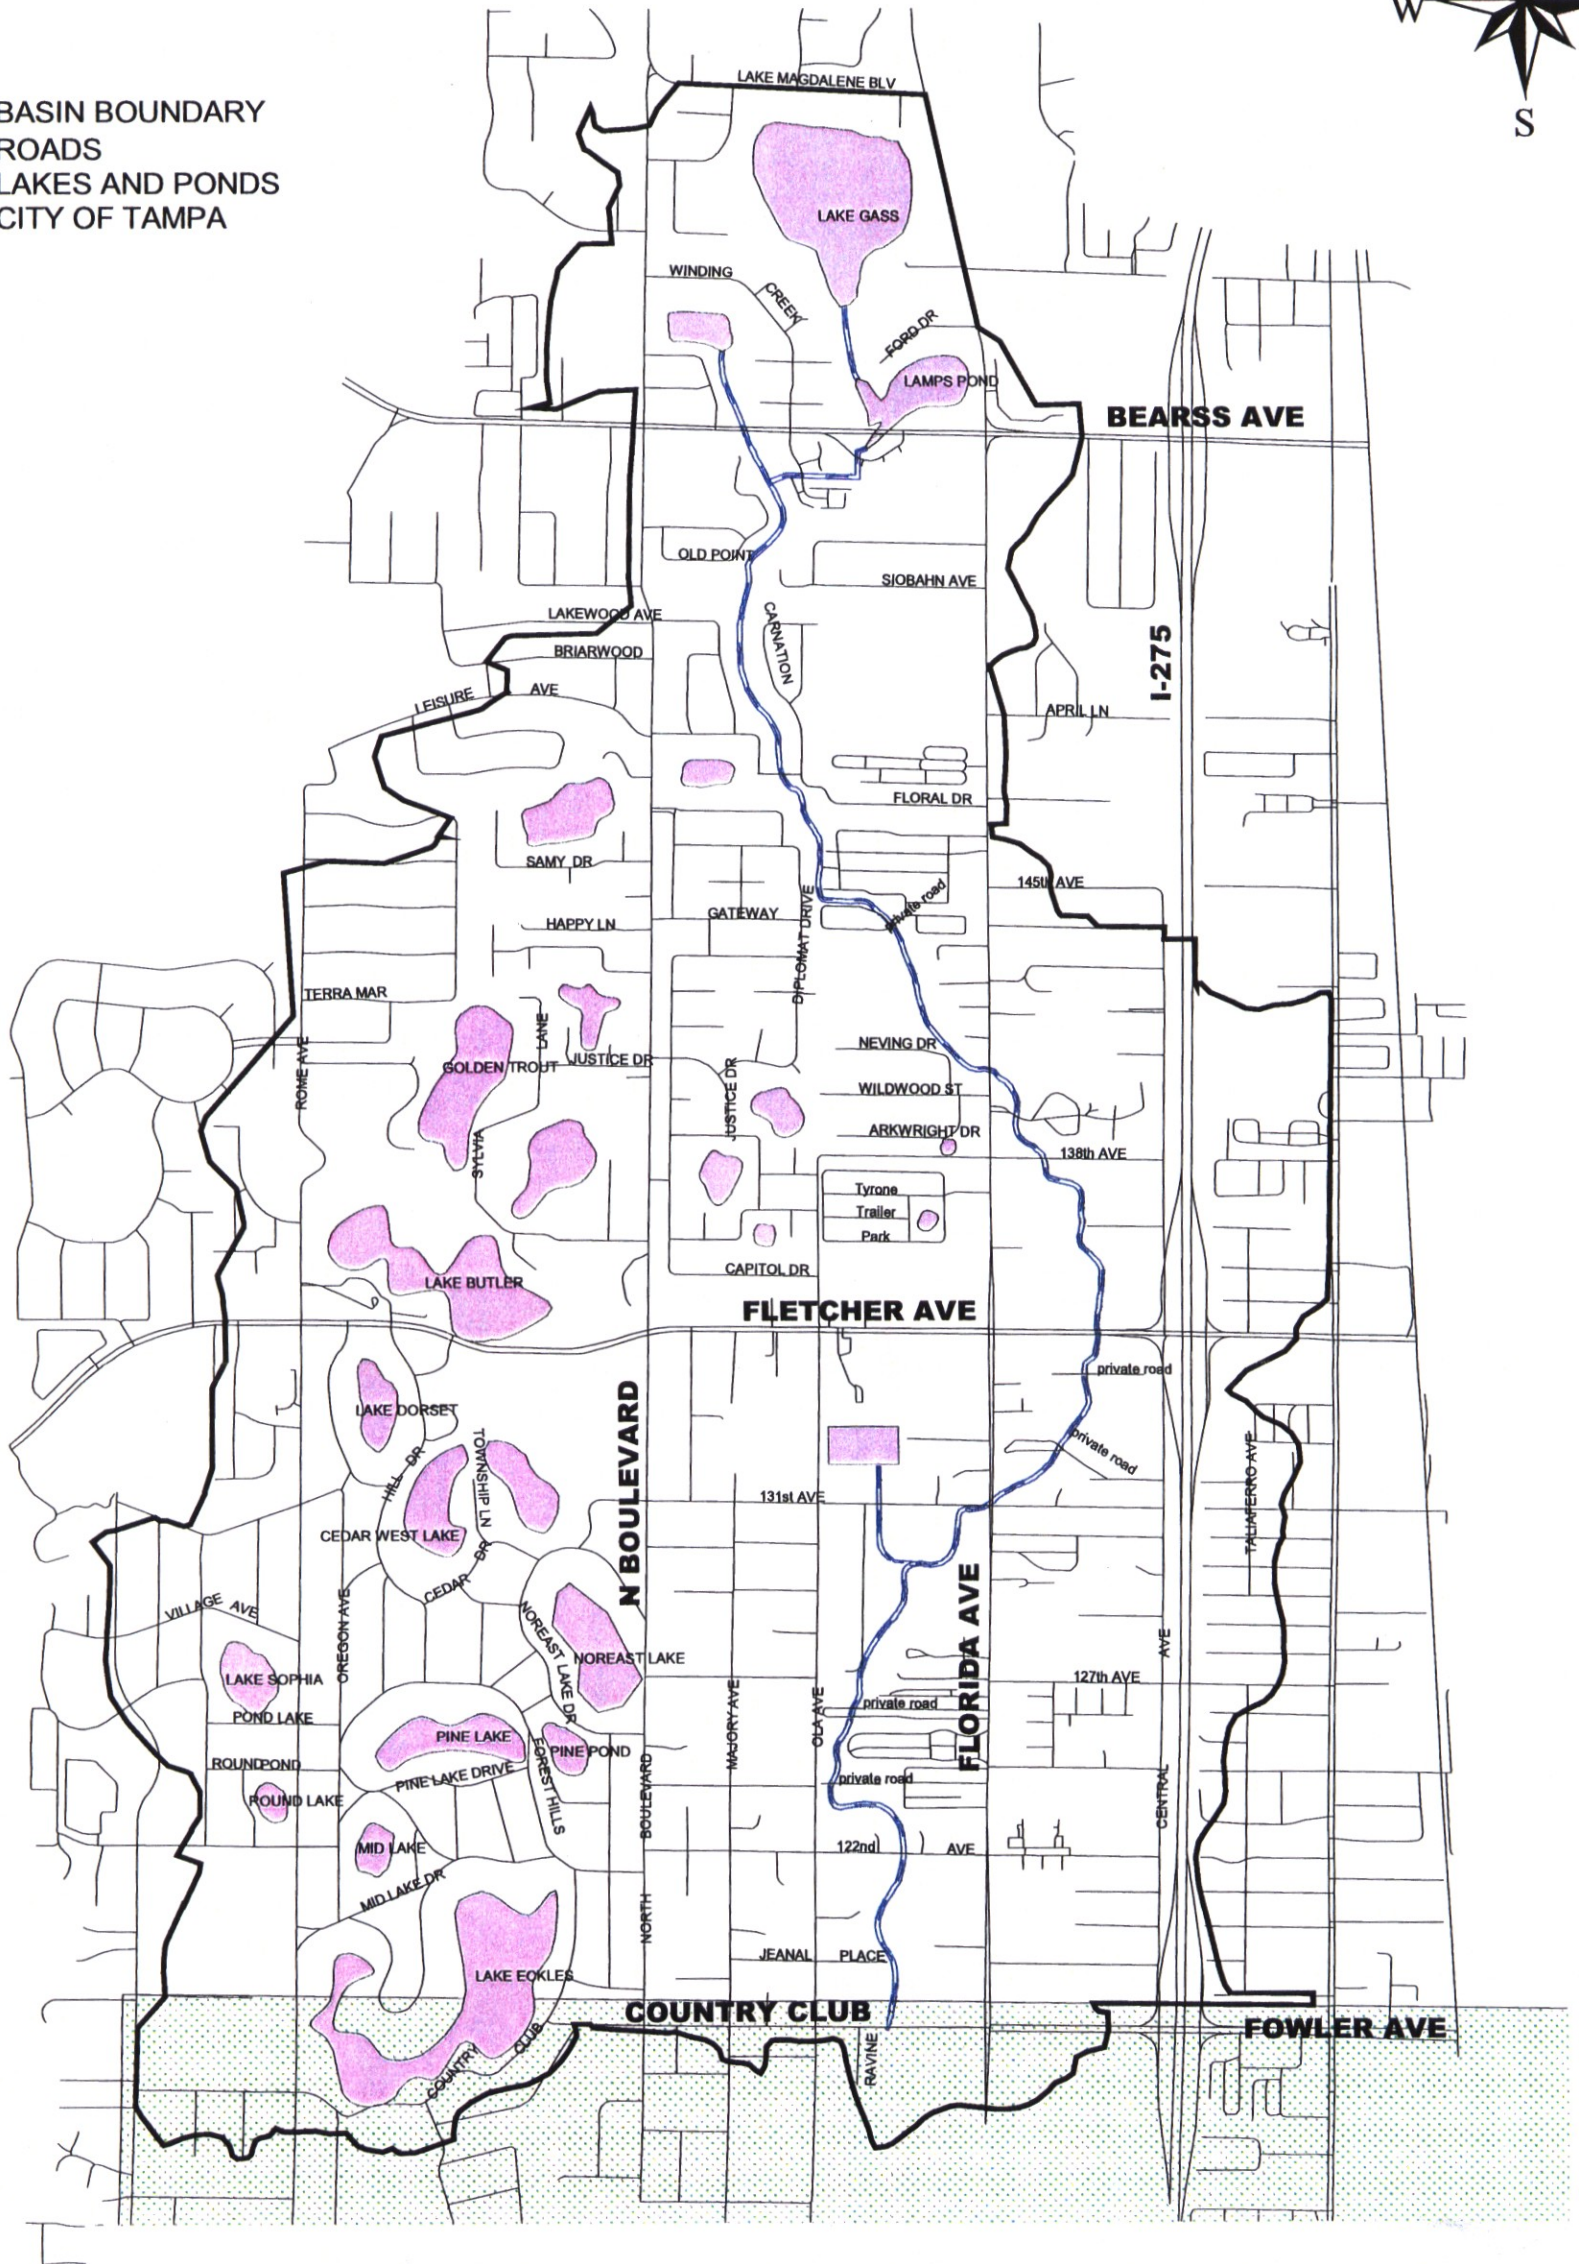 W
S
BASIN BOUNDARY
ROADS
LAKES AND PONDS
CITY OF TAMPA
LAKE MAGDALENE BLV
LAKE GASS
WINDING
CREEK
FORD DR
LAMPS POND
BEARSS AVE
OLD POINT
SIOBAHN AVE
LAKEWOOD AVE
CARNATION
BRIARWOOD
I-275
LEISURE
AVE
APRIL LN
FLORAL DR
SAMY DR
145th AVE
private road
HAPPY LN
GATEWAY
DIPLOMAT DRIVE
TERRA MAR
LANE
ROME AVE
GOLDEN TROUT
JUSTICE DR
JUSTICE DR
NEVING DR
WILDWOOD ST
ARKWRIGHT DR
SYLVIA
138th AVE
Tyrone
Trailer
Park
CAPITOL DR
LAKE BUTLER
FLETCHER AVE
private road
LAKE DORSET
N BOULEVARD
HILL DR
TOWNSHIP LN
private road
TALIAFERRO AVE
131st AVE
CEDAR WEST LAKE
CEDAR
DR
FLORIDA AVE
VILLAGE AVE
OREGON AVE
NOREAST LAKE DR
NOREAST LAKE
AVE
LAKE SOPHIA
127th AVE
MAJORY AVE
OLA AVE
private road
POND LAKE
PINE LAKE
PINE POND
ROUNDPOND
PINE LAKE DRIVE
FOREST HILLS
private road
ROUND LAKE
BOULEVARD
CENTRAL
MID LAKE
122nd
AVE
MID LAKE DR
NORTH
JEANAL
PLACE
LAKE ECKLES
COUNTRY CLUB
FOWLER AVE
COUNTRY
CLUB
RAVINE